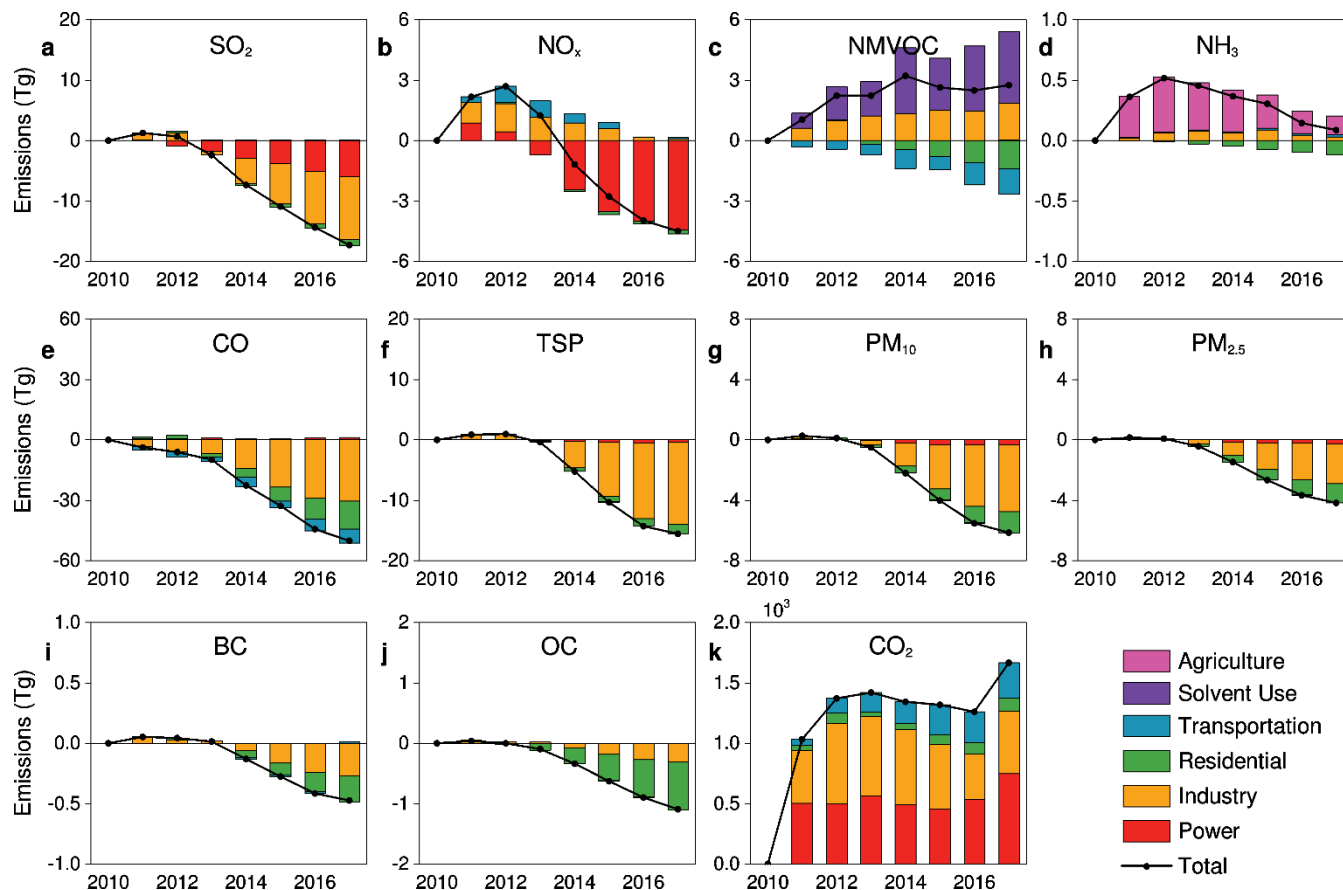 a SO₂
b NOₓ
c NMVOC
d NH₃
Emissions (Tg)
20
10
0
-10
-20
2010 2012 2014 2016
6
3
0
-3
-6
2010 2012 2014 2016
6
3
0
-3
-6
2010 2012 2014 2016
1.0
0.5
0.0
-0.5
-1.0
2010 2012 2014 2016
e CO
f TSP
g PM₁₀
h PM₂.₅
Emissions (Tg)
60
30
0
-30
-60
2010 2012 2014 2016
20
10
0
-10
-20
2010 2012 2014 2016
8
4
0
-4
-8
2010 2012 2014 2016
8
4
0
-4
-8
2010 2012 2014 2016
i BC
j OC
k CO₂
Emissions (Tg)
1.0
0.5
0.0
-0.5
-1.0
2010 2012 2014 2016
2
1
0
-1
-2
2010 2012 2014 2016
10³
2.0
1.5
1.0
0.5
0.0
2010 2012 2014 2016
Agriculture
Solvent Use
Transportation
Residential
Industry
Power
Total